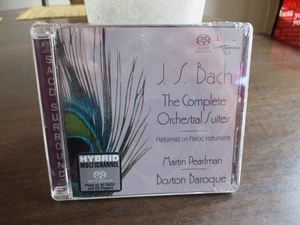 J. S. Bach
The Complete
Orchestral Suites
Performed on Period Instruments
HYBRID
MULTICHANNEL
Martin Pearlman
Boston Baroque
SACD SURROUND